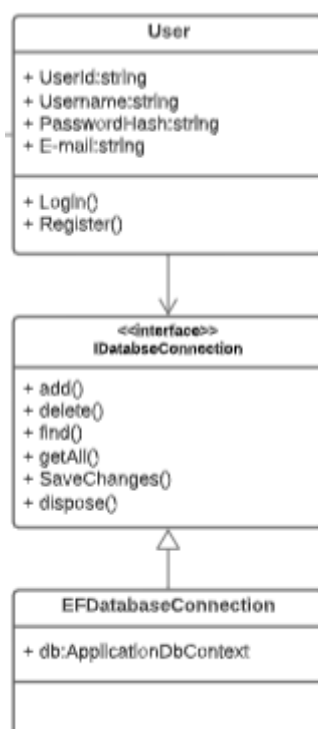 User
+ UserId:string
+ Username:string
+ PasswordHash:string
+ E-mail:string
+ Login()
+ Register()
<<interface>>
IDatabseConnection
+ add()
+ delete()
+ find()
+ getAll()
+ SaveChanges()
+ dispose()
EFDatabaseConnection
+ db:ApplicationDbContext